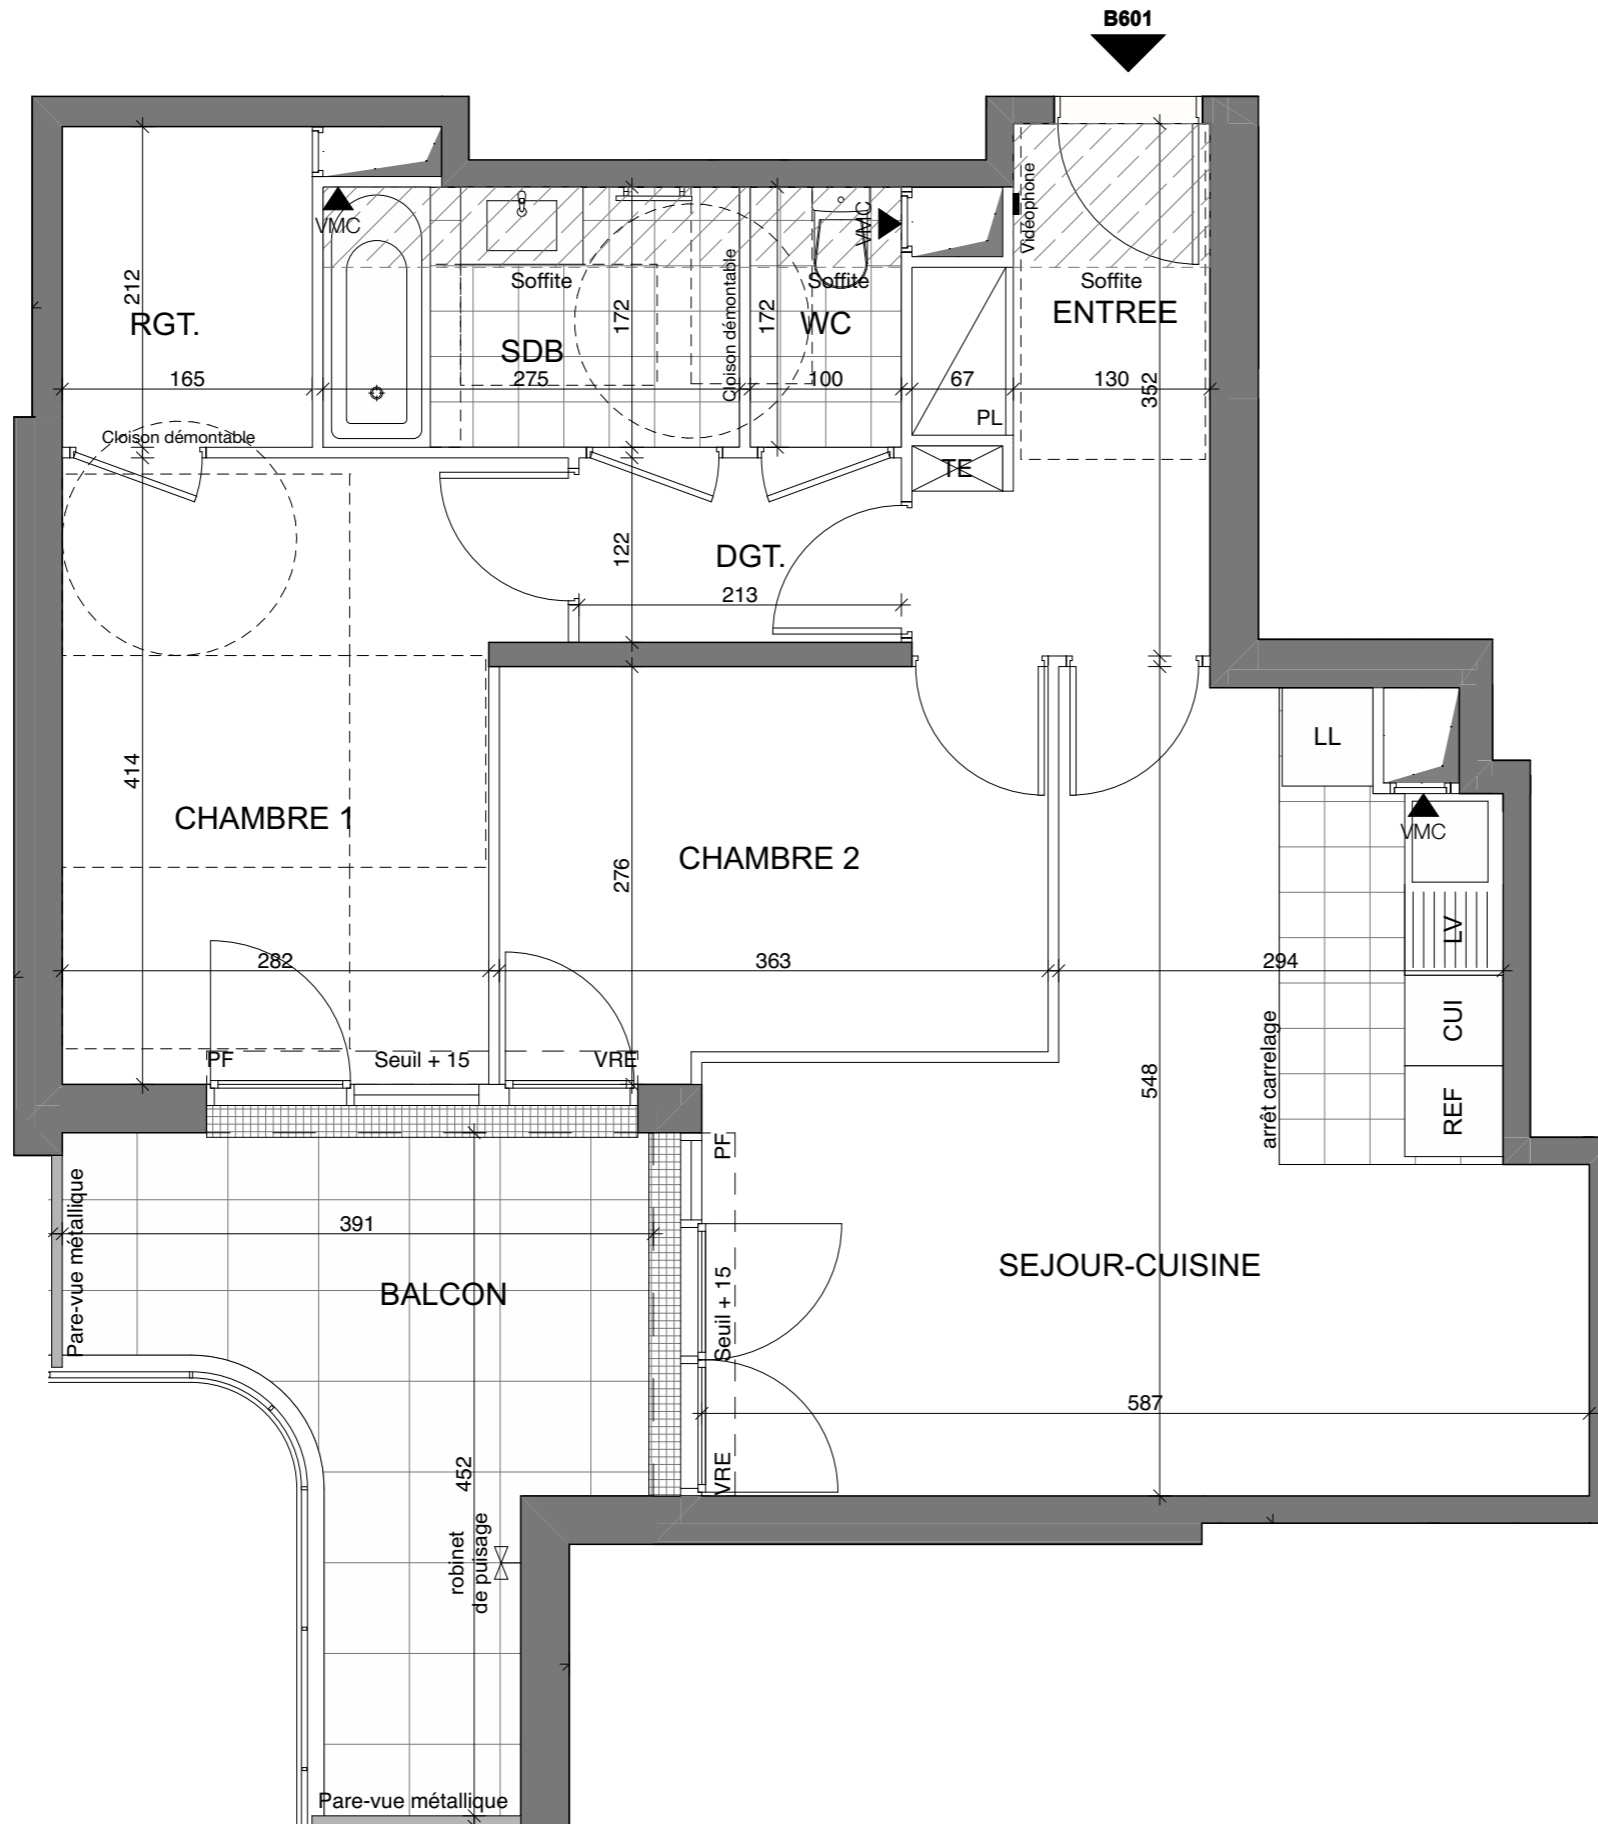 B601
VMC
VMC
Vidéophone
Soffite
Soffite
Soffite
212
RGT.
SDB
172
Cloison démontable
172
WC
ENTREE
165
275
100
67
130
352
PL
Cloison démontable
TE
122
DGT.
213
LL
414
CHAMBRE 1
276
CHAMBRE 2
VMC
LV
282
363
294
CUI
PF
Seuil + 15
VRE
548
arrêt carrelage
REF
PF
Pare-vue métallique
391
BALCON
Seuil + 15
SEJOUR-CUISINE
587
452
VRE
robinet
de puisage
Pare-vue métallique